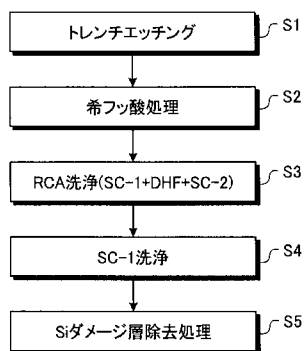 トレンチエッチング S1
希フッ酸処理 S2
RCA洗浄(SC-1+DHF+SC-2) S3
SC-1洗浄 S4
Siダメージ層除去処理 S5